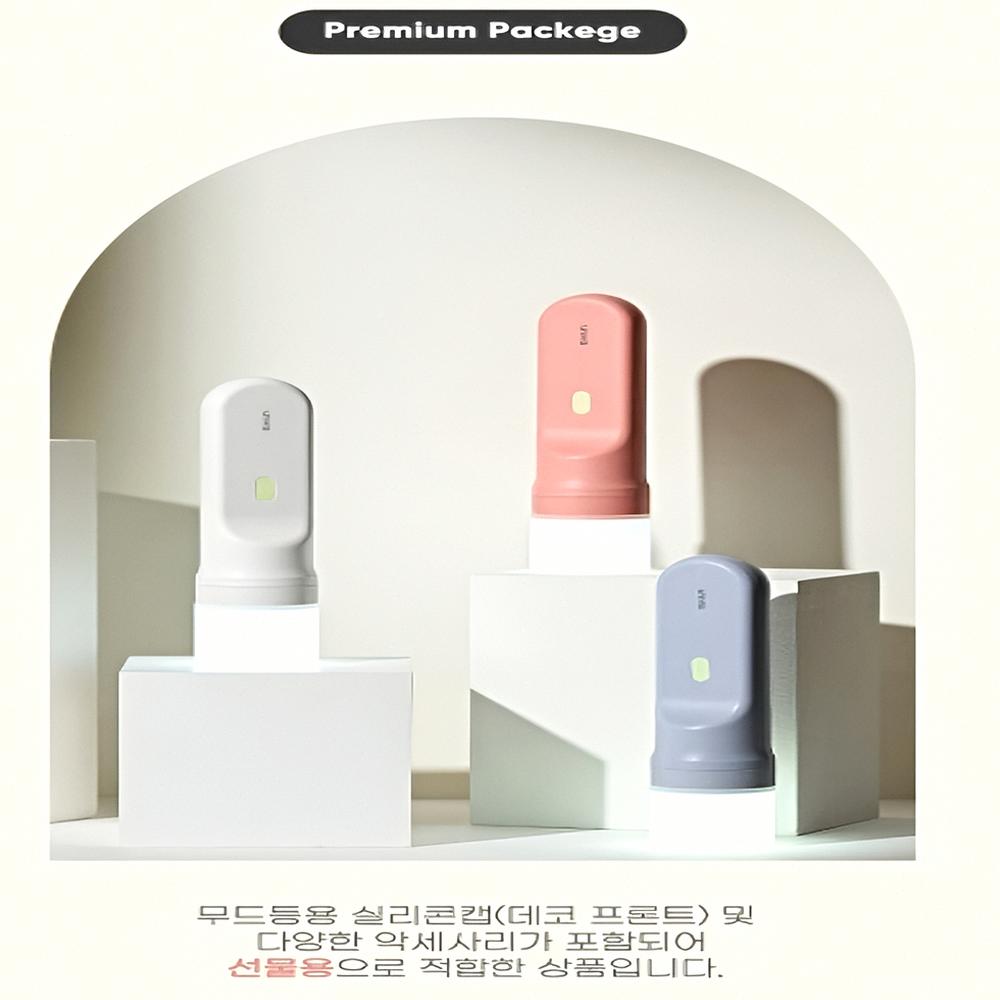 Premium Packege
무드등용 실리콘캡(데코 프론트) 및
다양한 악세사리가 포함되어
선물용으로 적합한 상품입니다.